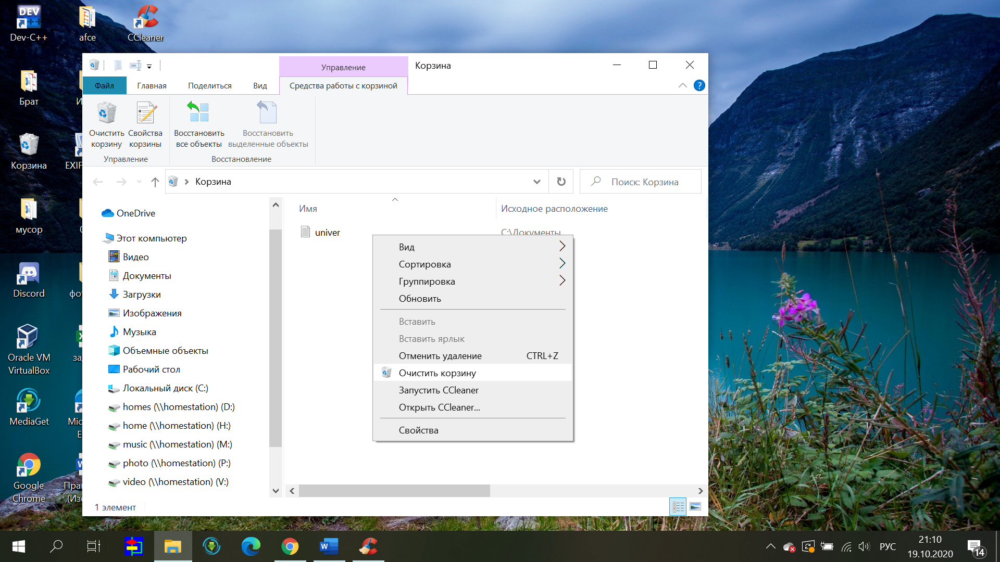 DEV
Dev-C++
afce
CCleaner
Брат
Корзина
EXIF
мусор
Discord
фот
Oracle VM
VirtualBox
зад
MediaGet
Mic
E
Google
Chrome
Пра
(Изе
Управление
Корзина
Файл
Главная
Поделиться
Вид
Средства работы с корзиной
?
Очистить
корзину
Свойства
корзины
Восстановить
все объекты
Восстановить
выделенные объекты
Управление
Восстановление
Корзина
Поиск: Корзина
OneDrive
Этот компьютер
Видео
Документы
Загрузки
Изображения
Музыка
Объемные объекты
Рабочий стол
Локальный диск (C:)
homes (\\homestation) (D:)
home (\\homestation) (H:)
music (\\homestation) (M:)
photo (\\homestation) (P:)
video (\\homestation) (V:)
Имя
Исходное расположение
univer
C:\Документы
Вид
Сортировка
Группировка
Обновить
Вставить
Вставить ярлык
Отменить удаление CTRL+Z
Очистить корзину
Запустить CCleaner
Открыть CCleaner...
Свойства
1 элемент
W
РУС
21:10
19.10.2020
14